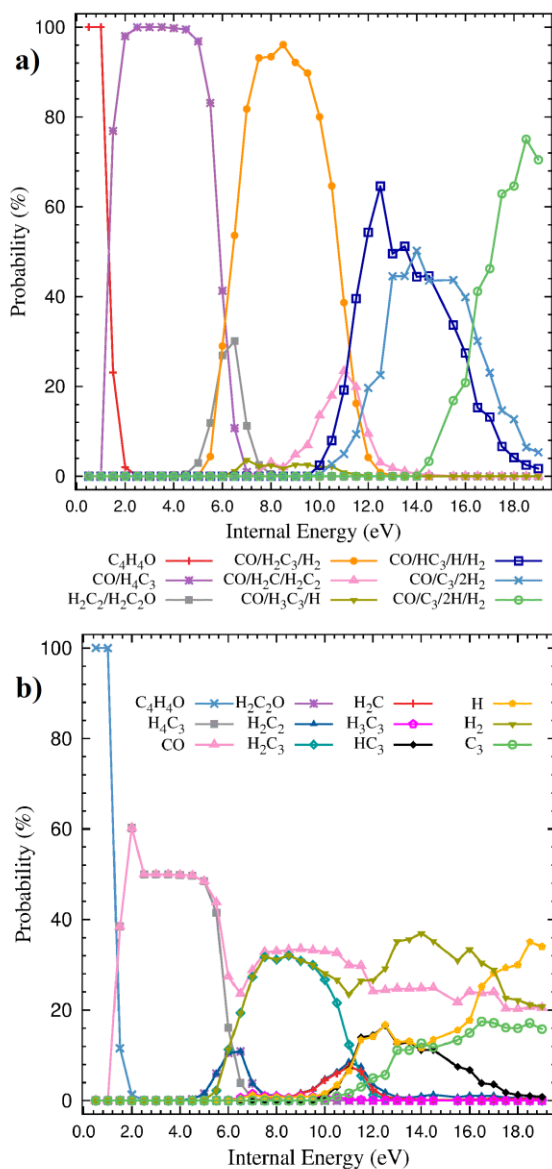 a)
Probability (%)
100
80
60
40
20
0
0.0 2.0 4.0 6.0 8.0 10.0 12.0 14.0 16.0 18.0
Internal Energy (eV)
C₄H₄O CO/H₂C₃/H₂ CO/HC₃/H/H₂
CO/H₄C₃ CO/H₂C/H₂C₂ CO/C₃/2H₂
H₂C₂/H₂C₂O CO/H₃C₃/H CO/C₃/2H/H₂
b)
Probability (%)
100
80
60
40
20
0
C₄H₄O H₂C₂O H₂C H
H₄C₃ H₂C₂ H₃C₃ H₂
CO H₂C₃ HC₃ C₃
0.0 2.0 4.0 6.0 8.0 10.0 12.0 14.0 16.0 18.0
Internal Energy (eV)